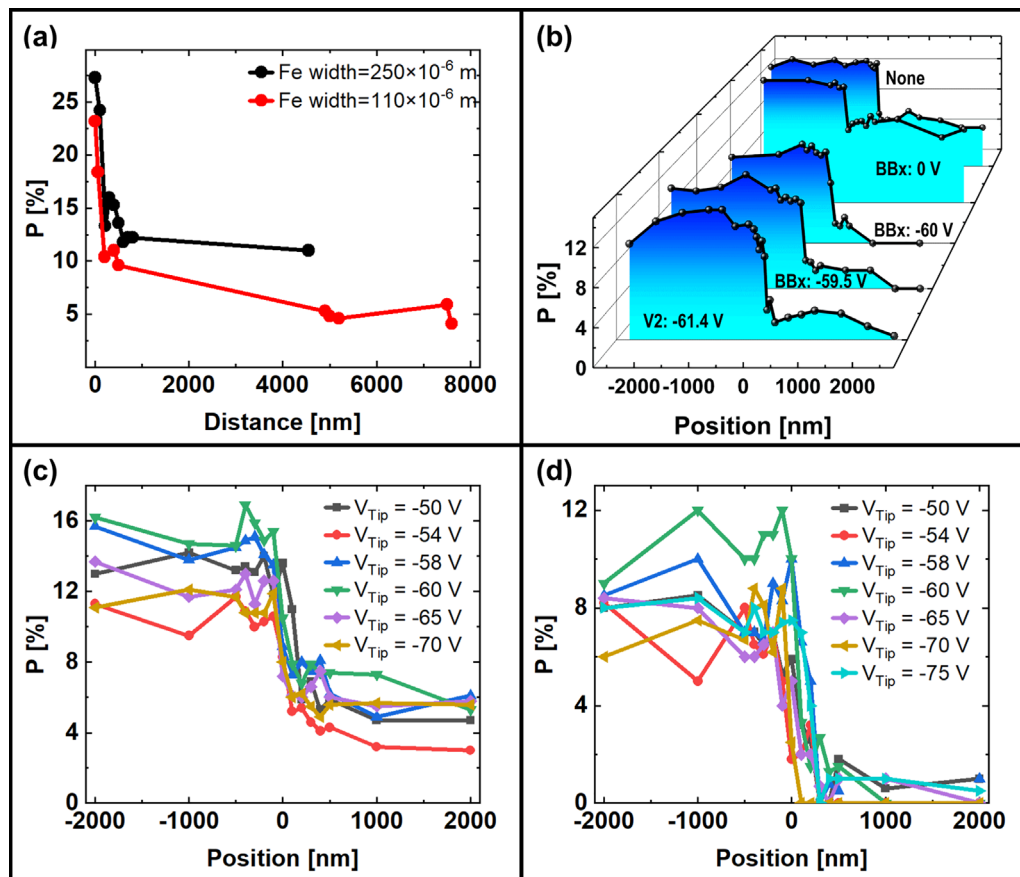 (a)
Fe width=250×10⁻⁶ m
Fe width=110×10⁻⁶ m
25
20
15
10
5
P [%]
0
2000
4000
6000
8000
Distance [nm]
(b)
None
BBx: 0 V
BBx: -60 V
BBx: -59.5 V
V2: -61.4 V
12
8
4
0
P [%]
-2000
-1000
0
1000
2000
Position [nm]
(c)
V_Tip = -50 V
V_Tip = -54 V
V_Tip = -58 V
V_Tip = -60 V
V_Tip = -65 V
V_Tip = -70 V
16
12
8
4
0
P [%]
-2000
-1000
0
1000
2000
Position [nm]
(d)
V_Tip = -50 V
V_Tip = -54 V
V_Tip = -58 V
V_Tip = -60 V
V_Tip = -65 V
V_Tip = -70 V
V_Tip = -75 V
12
8
4
0
P [%]
-2000
-1000
0
1000
2000
Position [nm]